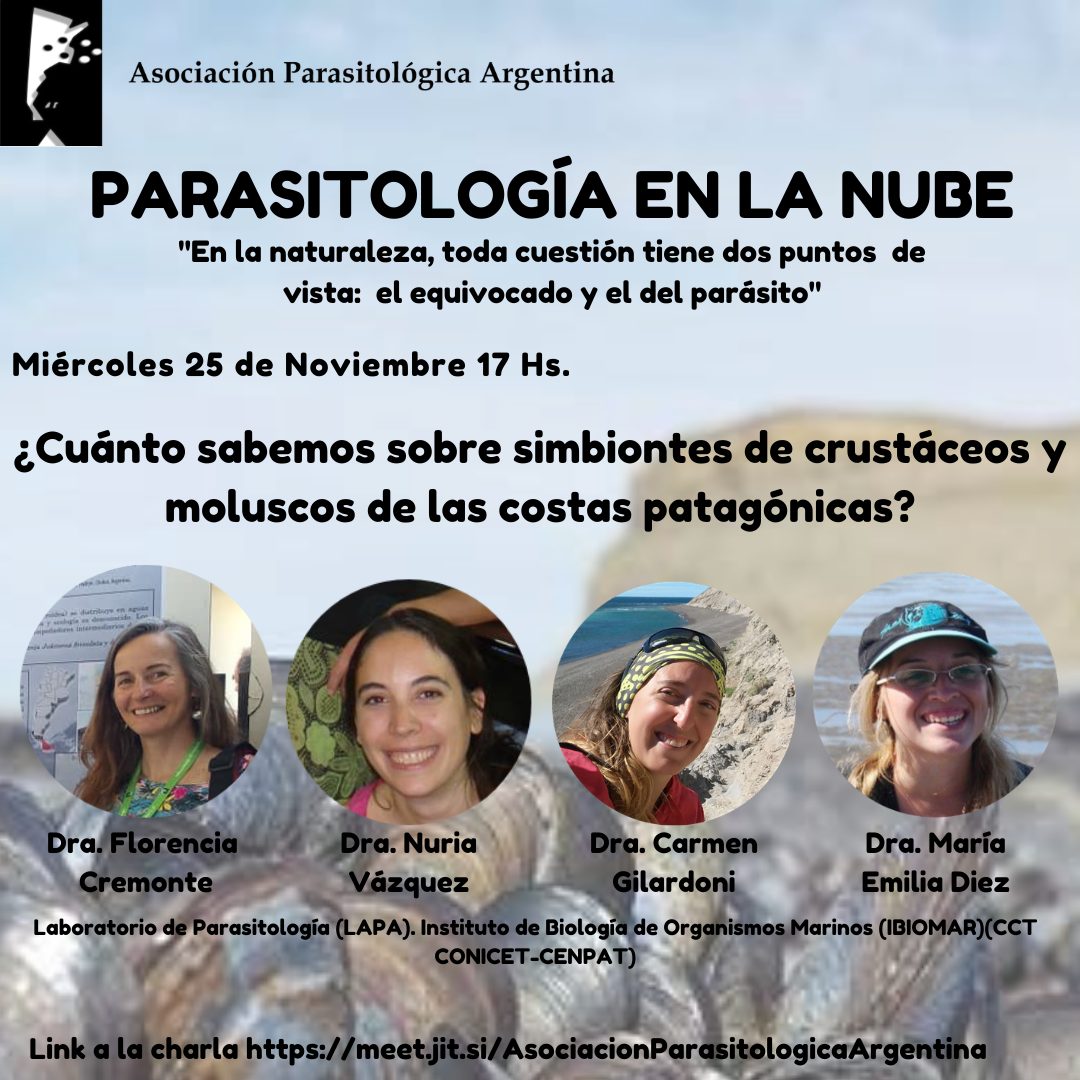 Asociación Parasitológica Argentina
PARASITOLOGÍA EN LA NUBE
"En la naturaleza, toda cuestión tiene dos puntos de
vista: el equivocado y el del parásito"
Miércoles 25 de Noviembre 17 Hs.
¿Cuánto sabemos sobre simbiontes de crustáceos y
moluscos de las costas patagónicas?
Dra. Florencia
Cremonte
Dra. Nuria
Vázquez
Dra. Carmen
Gilardoni
Dra. María
Emilia Diez
Laboratorio de Parasitología (LAPA). Instituto de Biología de Organismos Marinos (IBIOMAR)(CCT
CONICET-CENPAT)
Link a la charla https://meet.jit.si/AsociacionParasitologicaArgentina